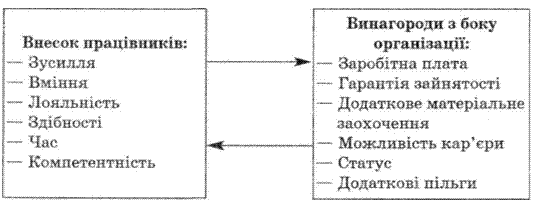 Внесок працівників:
— Зусилля
— Вміння
— Лояльність
— Здібності
— Час
— Компетентність
Винагороди з боку
організації:
— Заробітна плата
— Гарантія зайнятості
— Додаткове матеріальне
заохочення
— Можливість кар’єри
— Статус
— Додаткові пільги